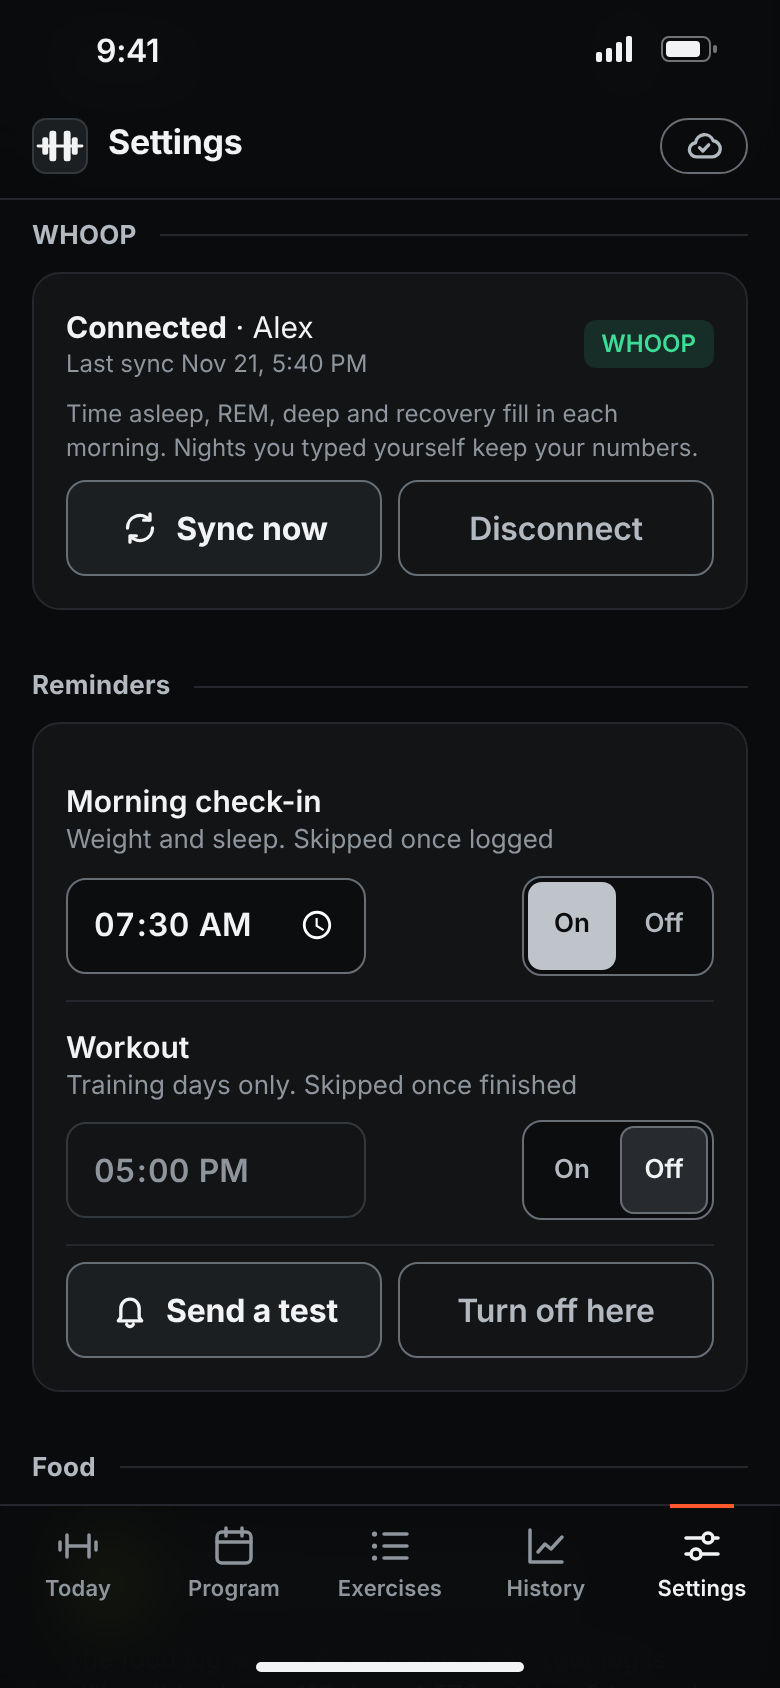 9:41
Settings
WHOOP
Connected · Alex
WHOOP
Last sync Nov 21, 5:40 PM
Time asleep, REM, deep and recovery fill in each
morning. Nights you typed yourself keep your numbers.
Sync now
Disconnect
Reminders
Morning check-in
Weight and sleep. Skipped once logged
07:30 AM
On
Off
Workout
Training days only. Skipped once finished
05:00 PM
On
Off
Send a test
Turn off here
Food
Today
Program
Exercises
History
Settings